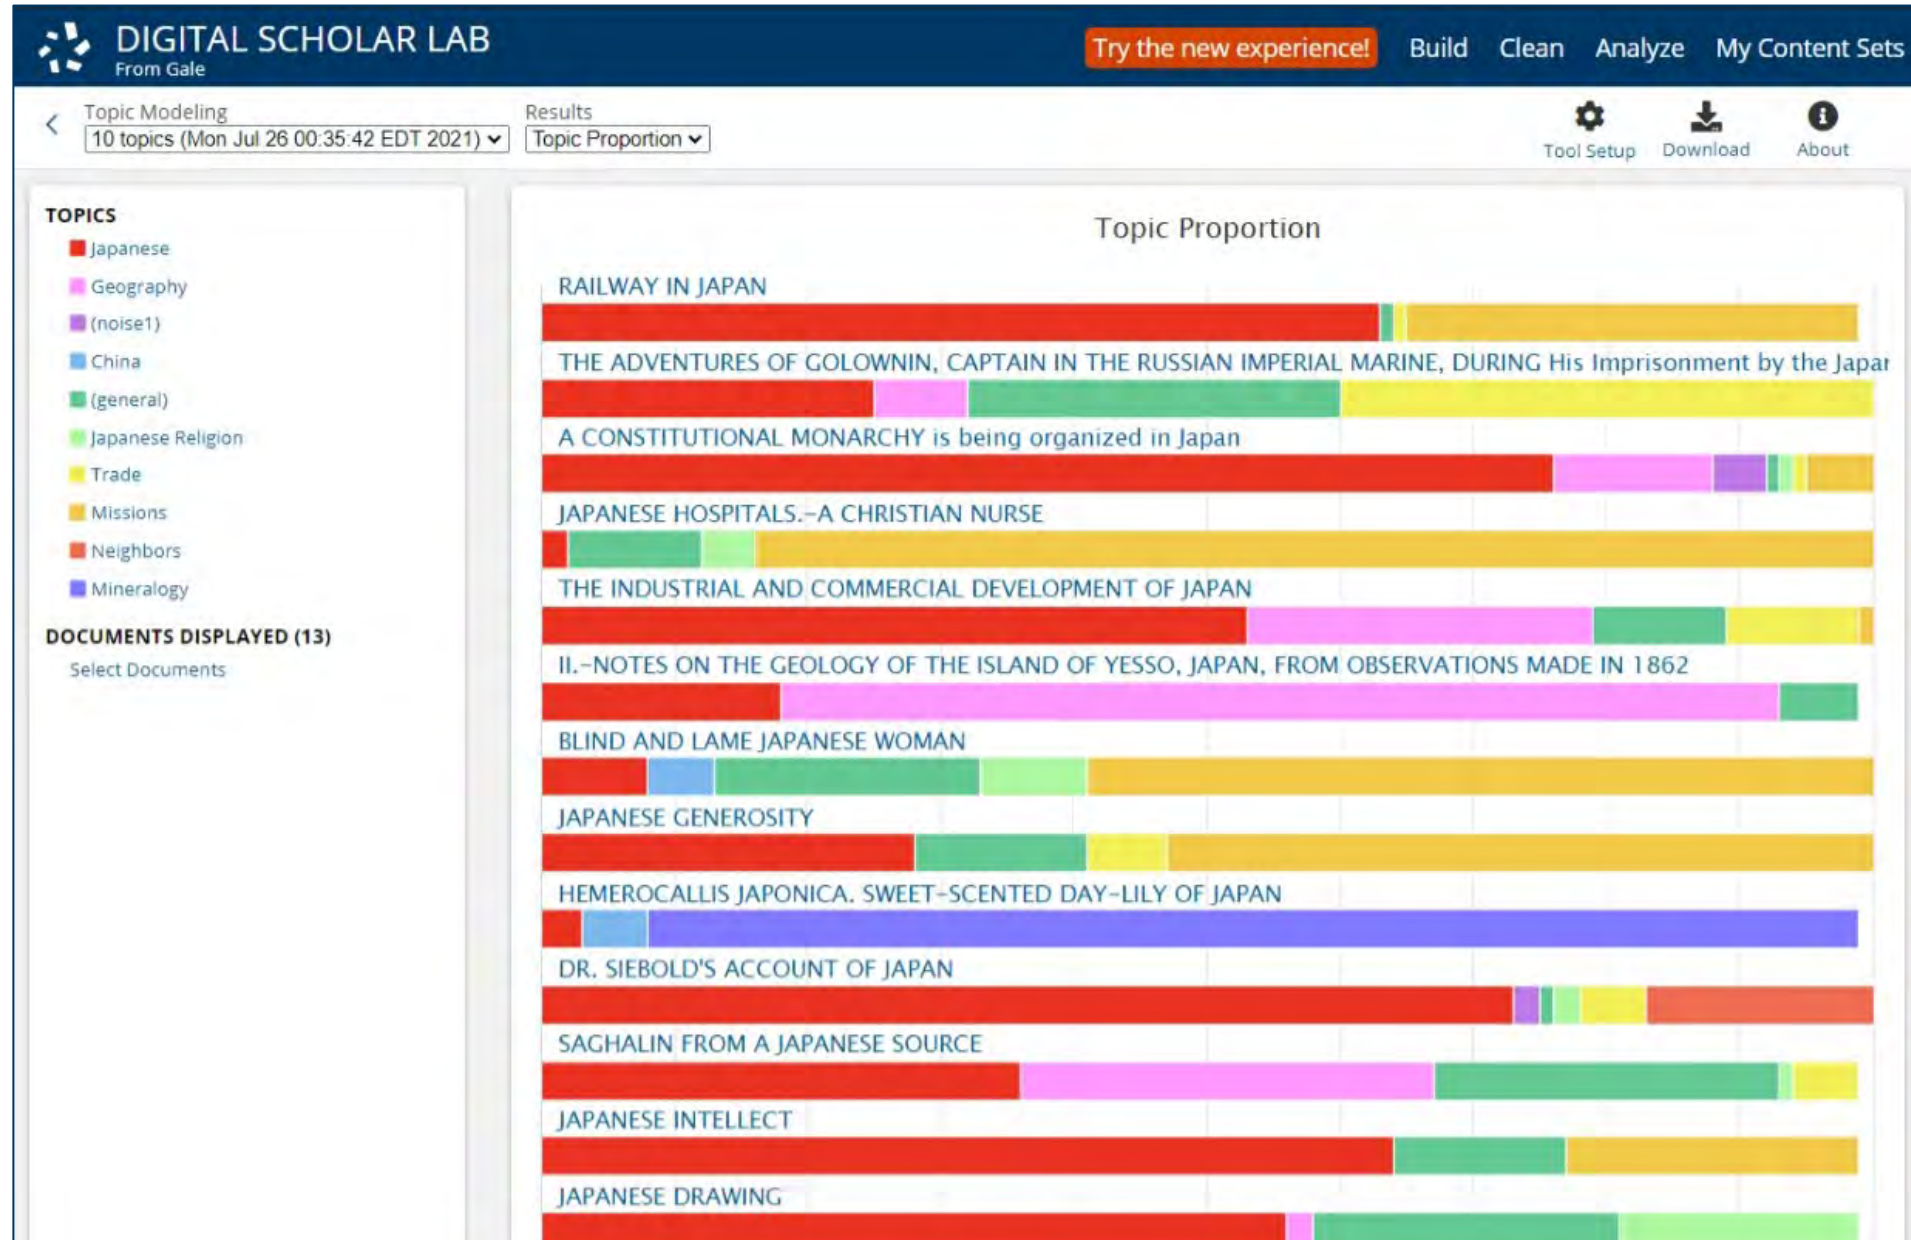 DIGITAL SCHOLAR LAB
From Gale
Try the new experience! Build Clean Analyze My Content Sets
Topic Modeling
10 topics (Mon Jul 26 00:35:42 EDT 2021)
Results
Topic Proportion
Tool Setup
Download
About
TOPICS
Japanese
Geography
(noise1)
China
(general)
Japanese Religion
Trade
Missions
Neighbors
Mineralogy
DOCUMENTS DISPLAYED (13)
Select Documents
Topic Proportion
RAILWAY IN JAPAN
THE ADVENTURES OF GOLOWNIN, CAPTAIN IN THE RUSSIAN IMPERIAL MARINE, DURING His Imprisonment by the Japar
A CONSTITUTIONAL MONARCHY is being organized in Japan
JAPANESE HOSPITALS.-A CHRISTIAN NURSE
THE INDUSTRIAL AND COMMERCIAL DEVELOPMENT OF JAPAN
II.-NOTES ON THE GEOLOGY OF THE ISLAND OF YESSO, JAPAN, FROM OBSERVATIONS MADE IN 1862
BLIND AND LAME JAPANESE WOMAN
JAPANESE GENEROSITY
HEMEROCALLIS JAPONICA. SWEET-SCENTED DAY-LILY OF JAPAN
DR. SIEBOLD'S ACCOUNT OF JAPAN
SAGHALIN FROM A JAPANESE SOURCE
JAPANESE INTELLECT
JAPANESE DRAWING